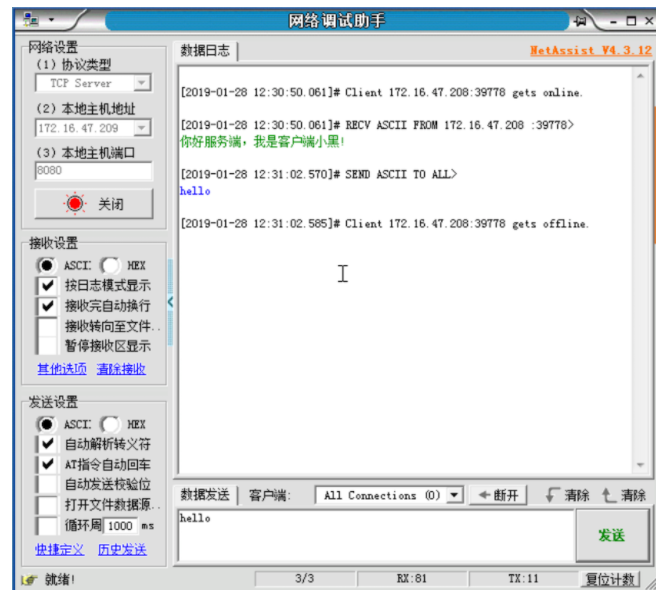 网络调试助手
网络设置
(1) 协议类型
TCP Server
(2) 本地主机地址
172.16.47.209
(3) 本地主机端口
8080
关闭
接收设置
ASCI: HEX
按日志模式显示
接收完自动换行
接收转向至文件..
暂停接收区显示
其他选项 清除接收
发送设置
ASCI: HEX
自动解析转义符
AT指令自动回车
自动发送校验位
打开文件数据源..
循环周 1000 ms
快捷定义 历史发送
数据日志
NetAssist V4.3.12
[2019-01-28 12:30:50.061]# Client 172.16.47.208:39778 gets online.
[2019-01-28 12:30:50.061]# RECV ASCII FROM 172.16.47.208 :39778>
你好服务端，我是客户端小黑!
[2019-01-28 12:31:02.570]# SEND ASCII TO ALL>
hello
[2019-01-28 12:31:02.585]# Client 172.16.47.208:39778 gets offline.
数据发送 客户端: All Connections (0) 断开 清除 清除
hello
发送
就绪! 3/3 RX:81 TX:11 复位计数